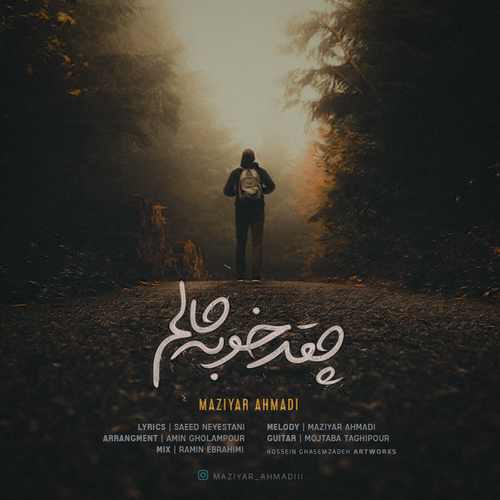 چقد خوبه حالم
MAZIYAR AHMADI
LYRICS | SAEED NEYESTANI
MELODY | MAZIYAR AHMADI
ARRANGMENT | AMIN GHOLAMPOUR
GUITAR | MOJTABA TAGHIPOUR
MIX | RAMIN EBRAHIMI
HOSSEIN GHASEMZADEH ARTWORKS
MAZIYAR_AHMADIII